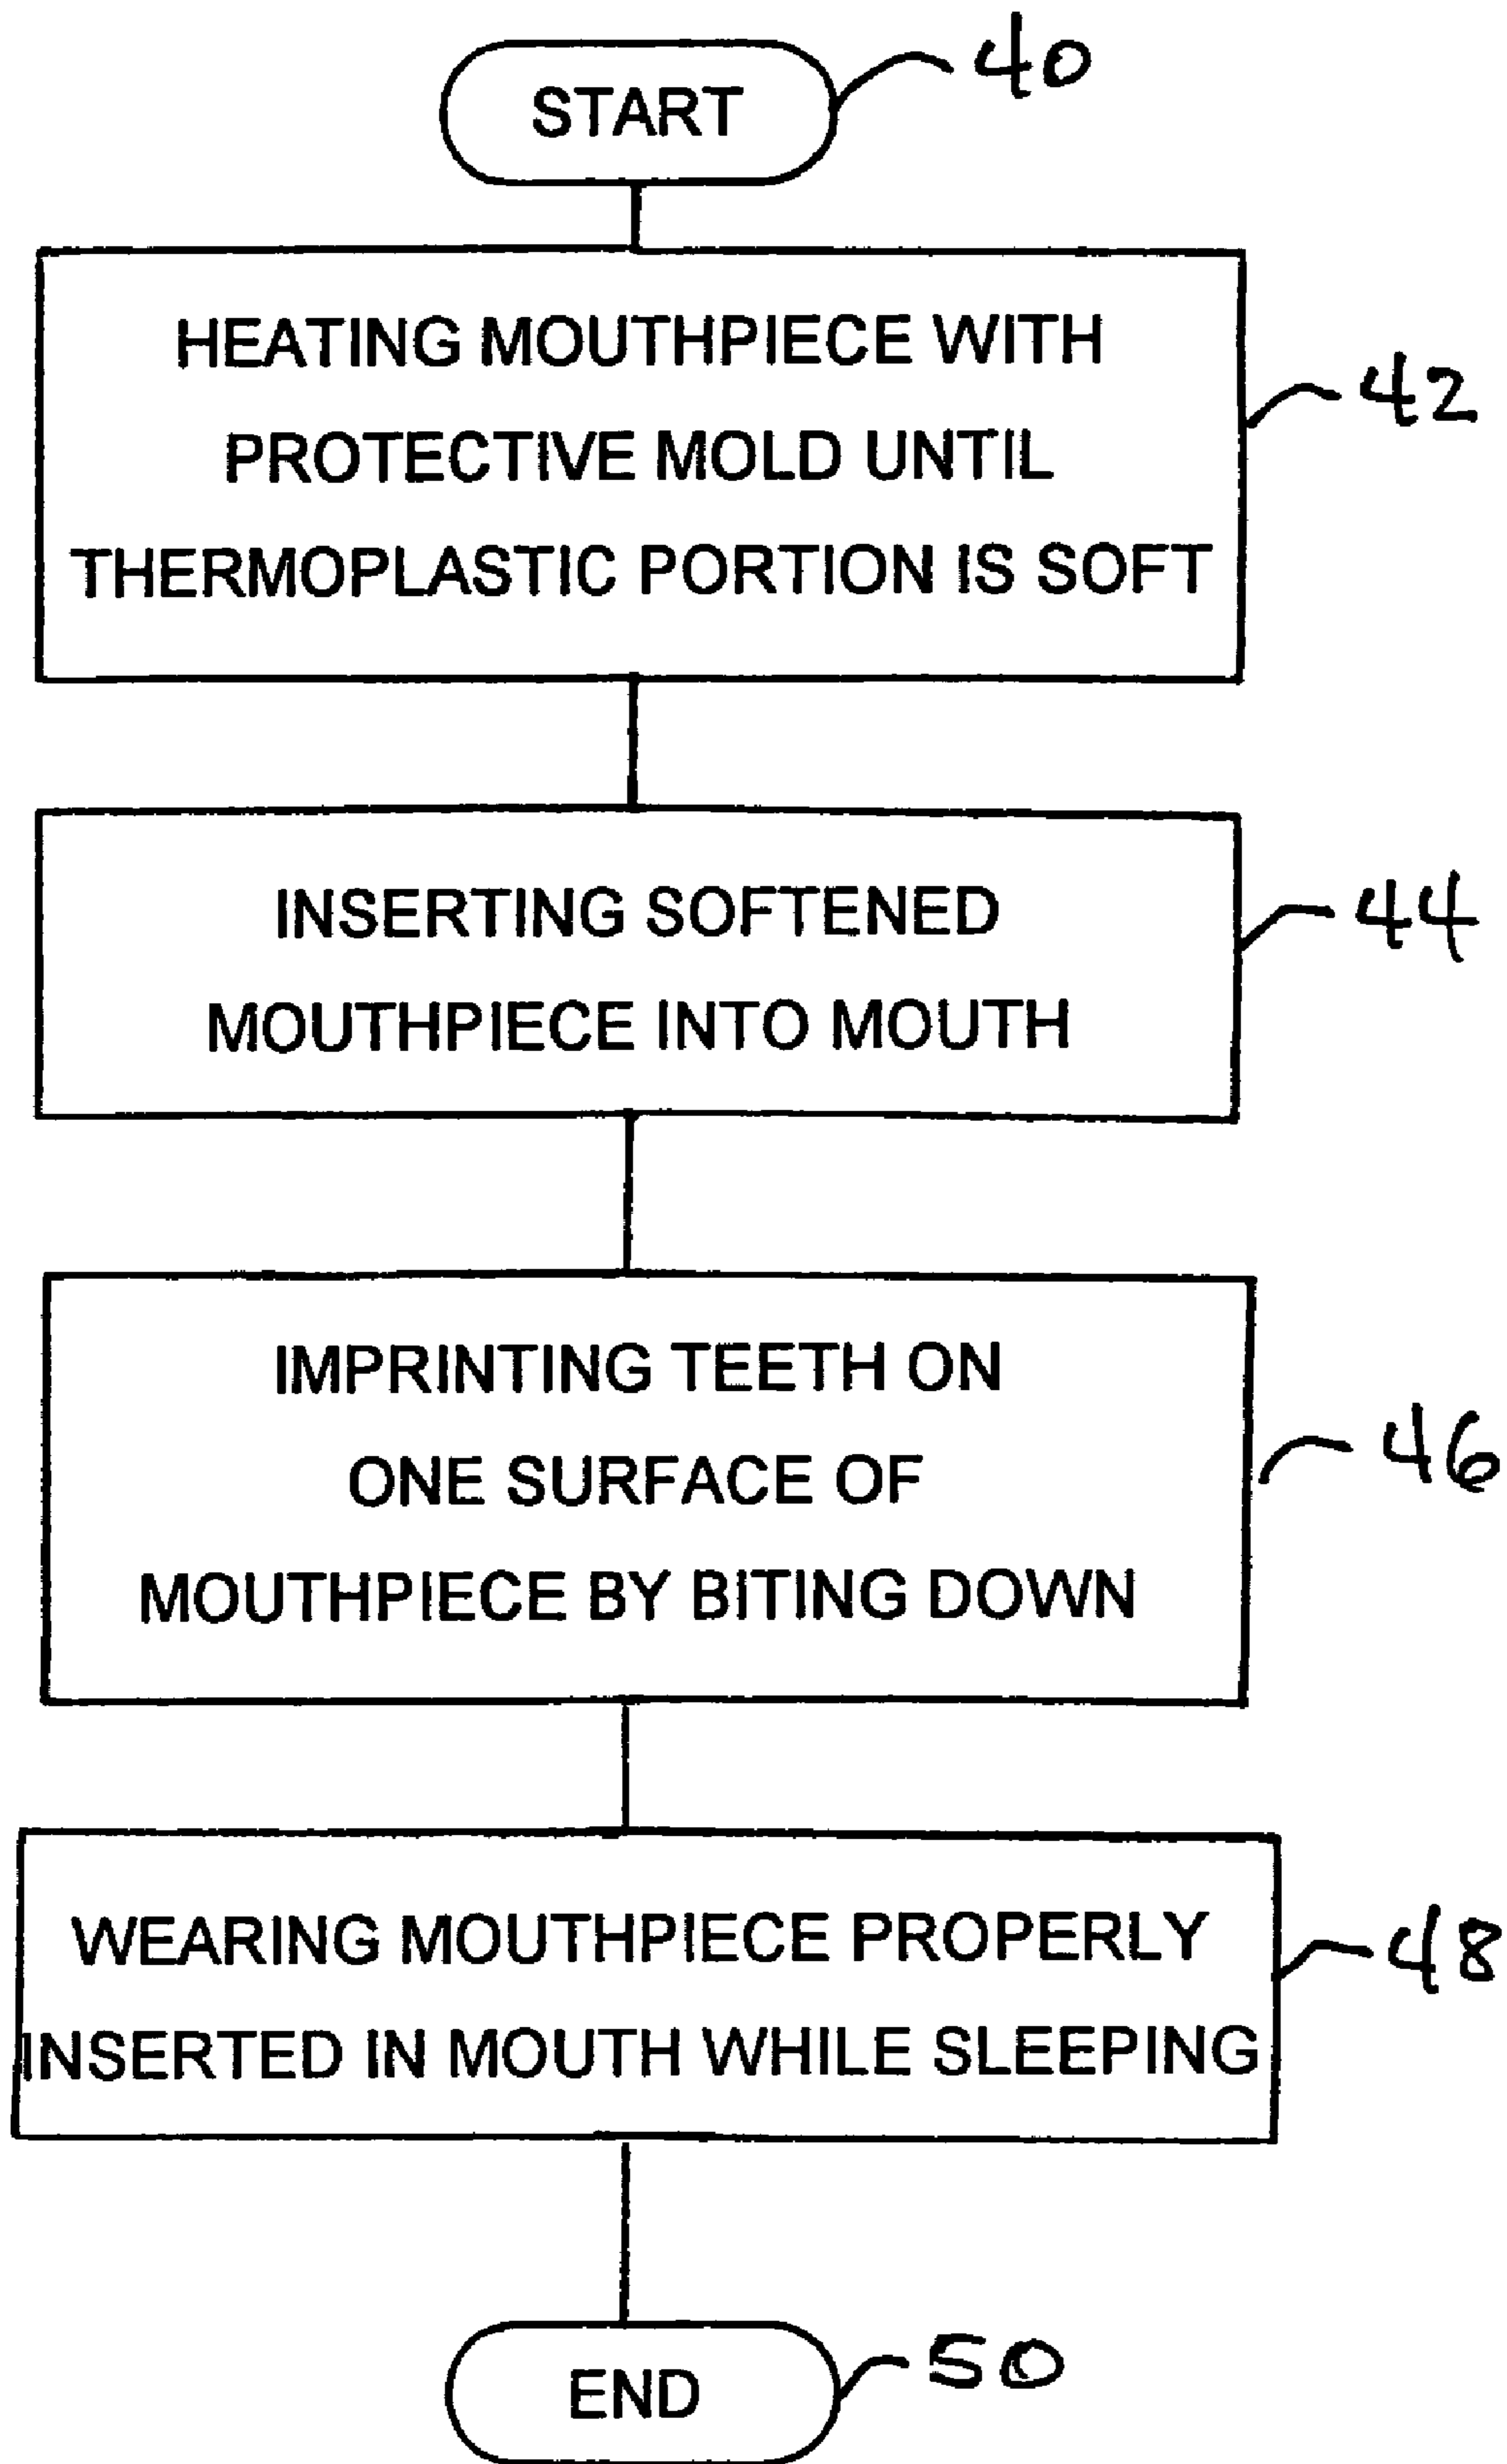 START
40
HEATING MOUTHPIECE WITH
PROTECTIVE MOLD UNTIL
THERMOPLASTIC PORTION IS SOFT
42
INSERTING SOFTENED
MOUTHPIECE INTO MOUTH
44
IMPRINTING TEETH ON
ONE SURFACE OF
MOUTHPIECE BY BITING DOWN
46
WEARING MOUTHPIECE PROPERLY
INSERTED IN MOUTH WHILE SLEEPING
48
END
50